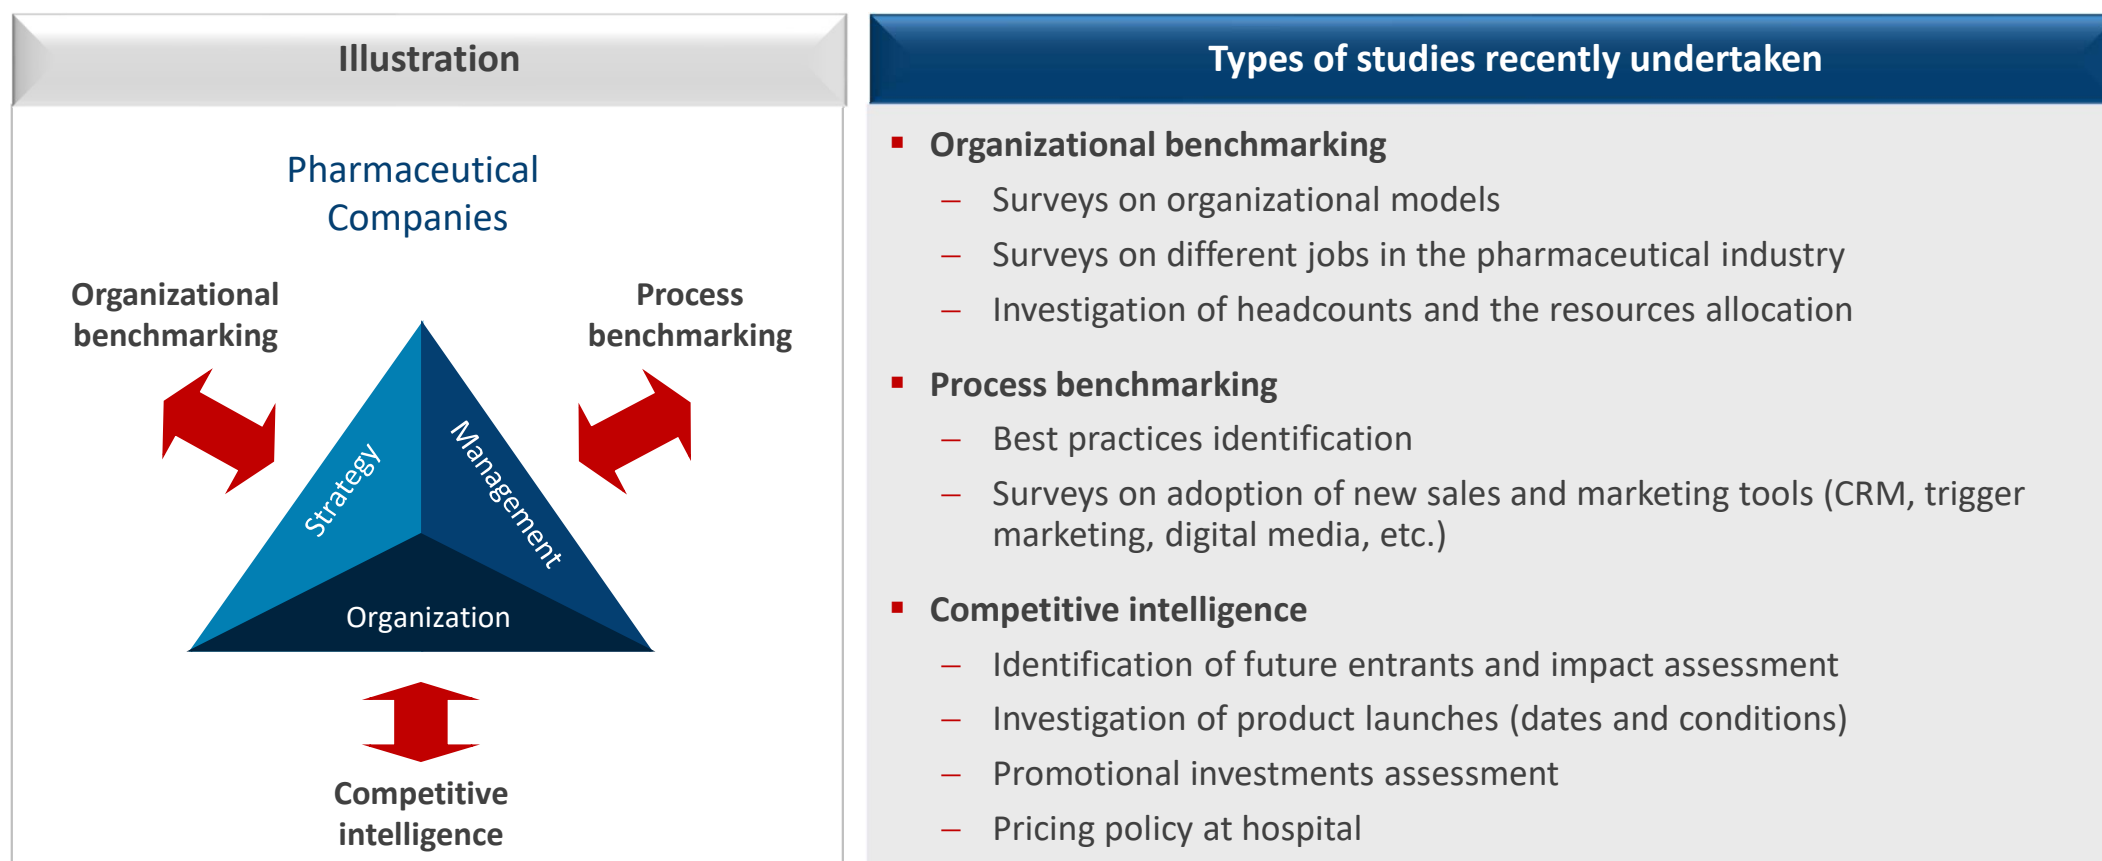 Illustration
Pharmaceutical
Companies
Organizational
benchmarking
Process
benchmarking
Strategy
Management
Organization
Competitive
intelligence
Types of studies recently undertaken
▪ Organizational benchmarking
– Surveys on organizational models
– Surveys on different jobs in the pharmaceutical industry
– Investigation of headcounts and the resources allocation
▪ Process benchmarking
– Best practices identification
– Surveys on adoption of new sales and marketing tools (CRM, trigger
marketing, digital media, etc.)
▪ Competitive intelligence
– Identification of future entrants and impact assessment
– Investigation of product launches (dates and conditions)
– Promotional investments assessment
– Pricing policy at hospital